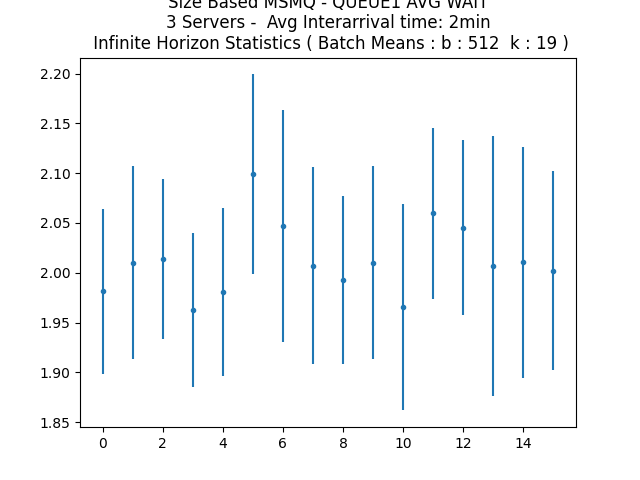 Size Based MSMQ - QUEUE1 AVG WAIT
3 Servers -  Avg Interarrival time: 2min
Infinite Horizon Statistics ( Batch Means : b : 512  k : 19 )
2.20
2.15
2.10
2.05
2.00
1.95
1.90
1.85
0 2 4 6 8 10 12 14